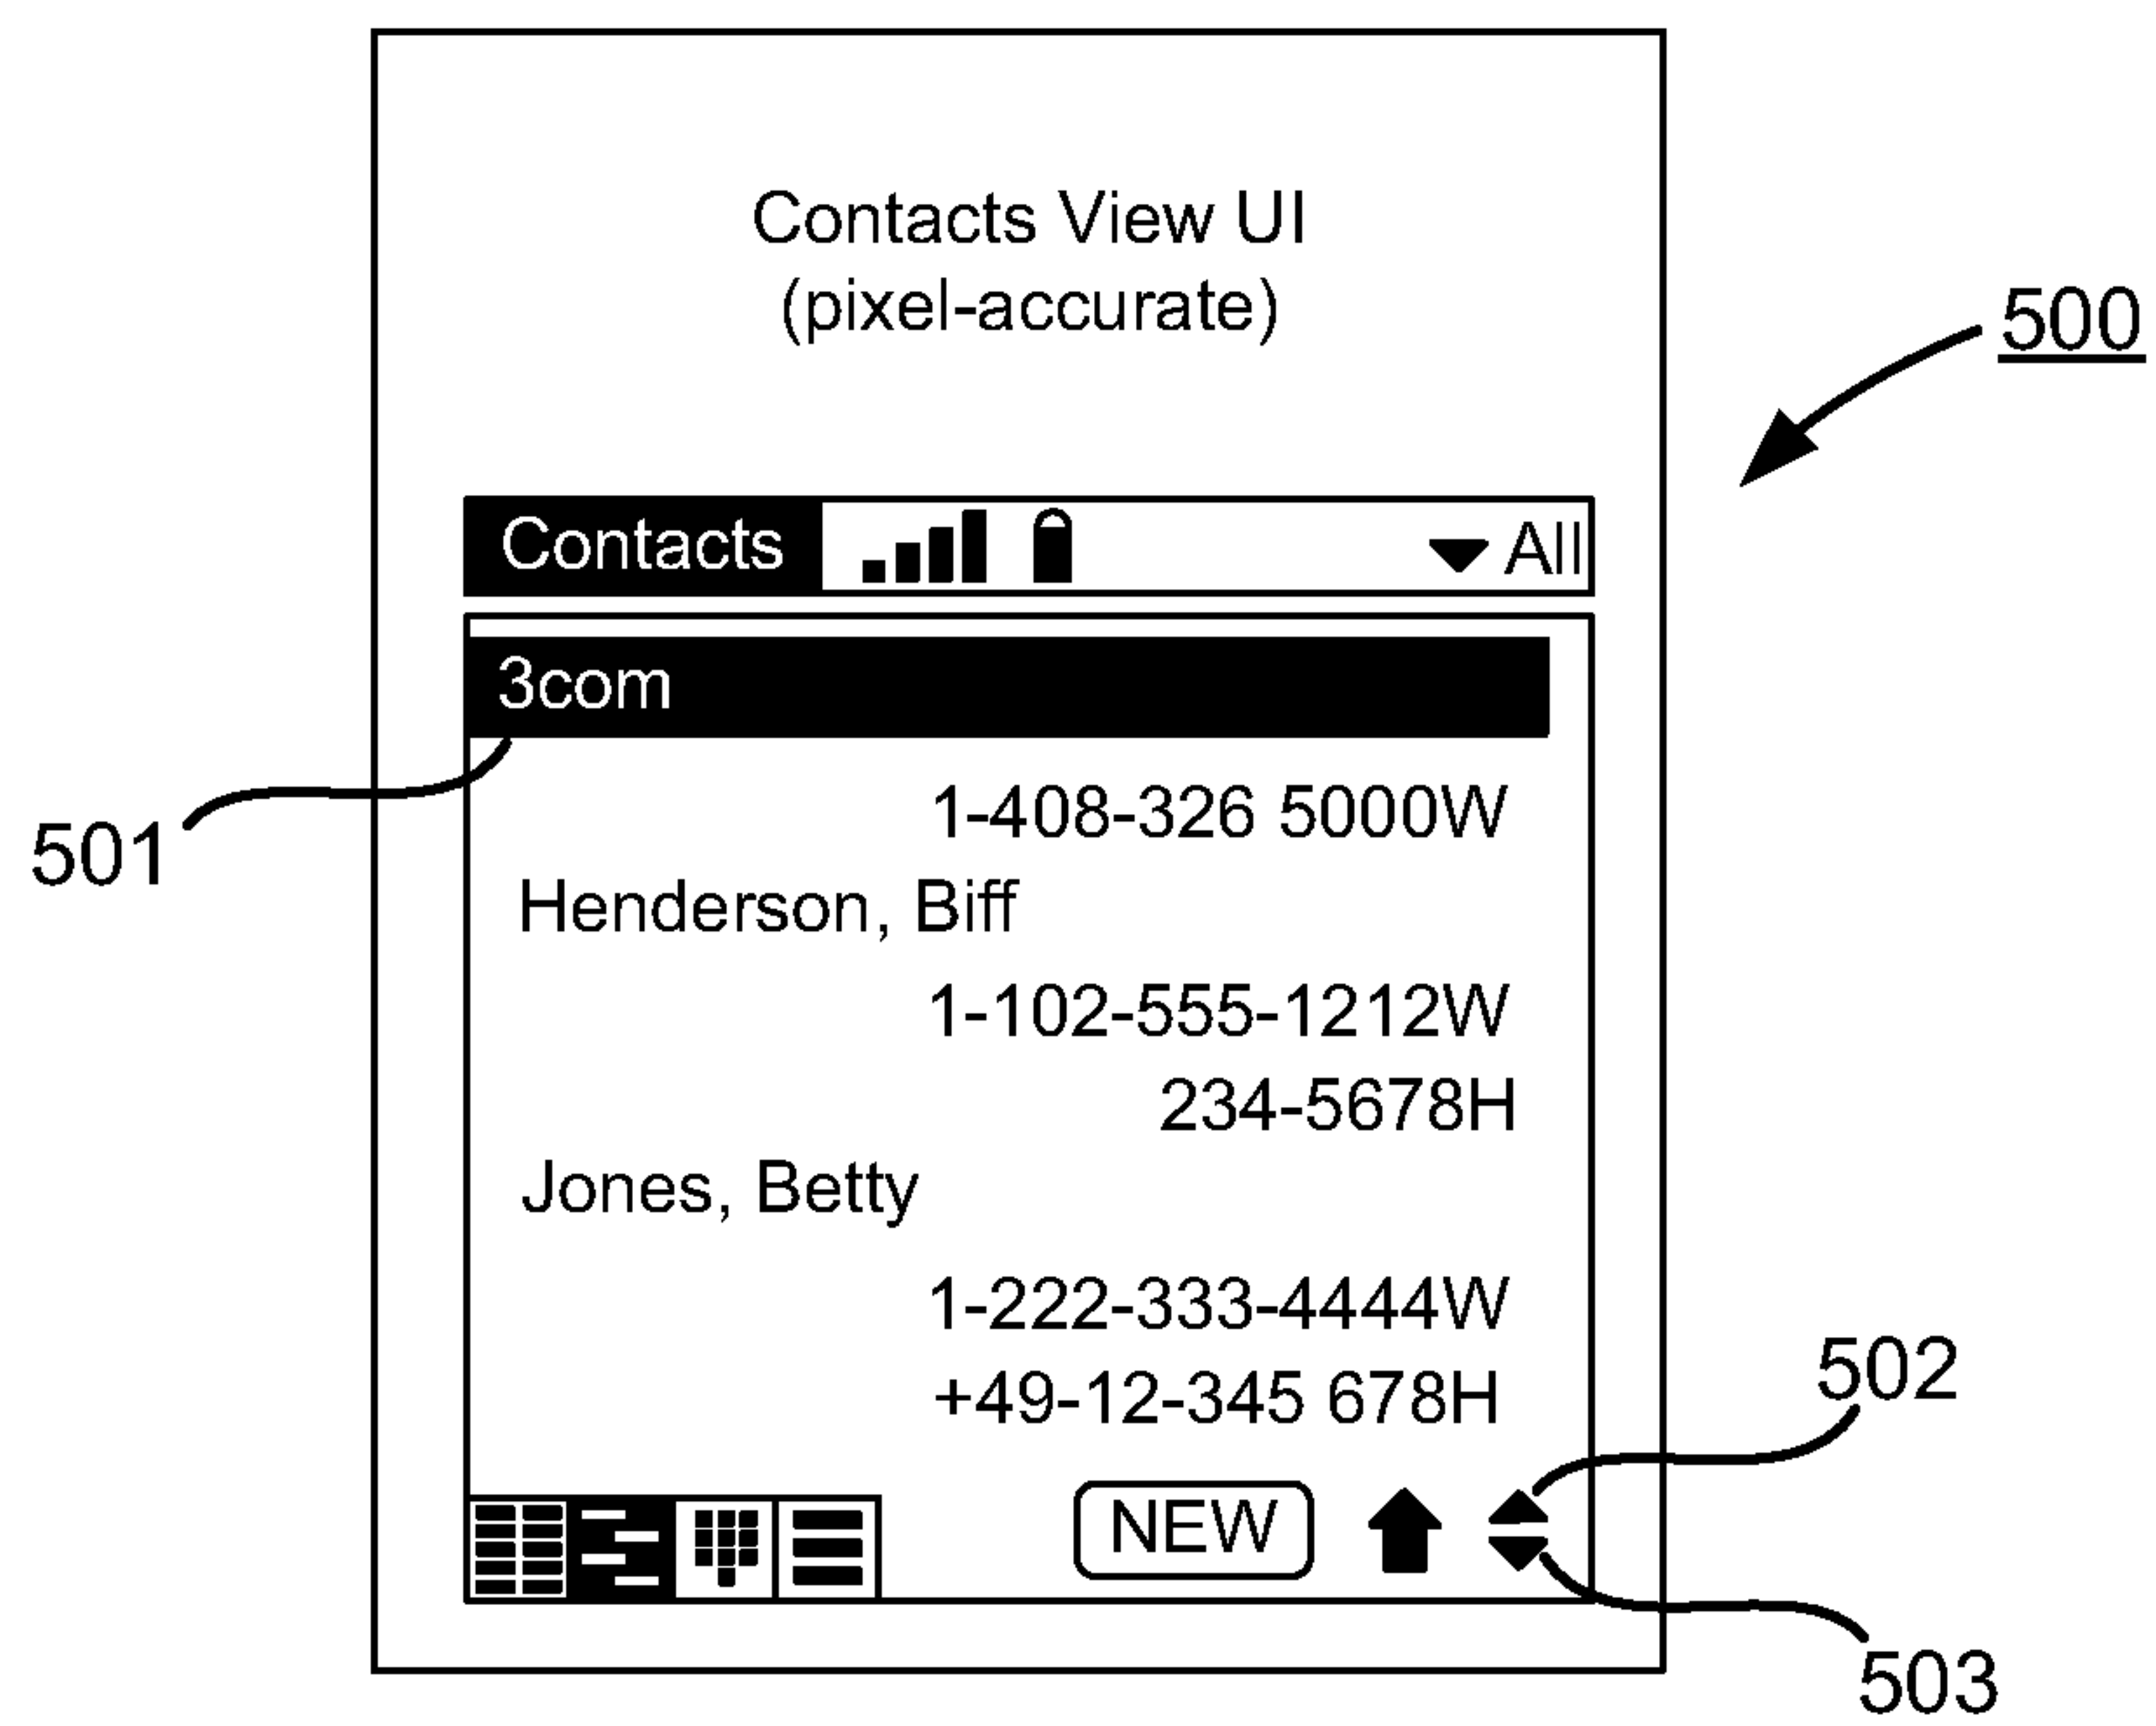 Contacts View UI
(pixel-accurate)
500
Contacts
All
3com
1-408-326 5000W
501
Henderson, Biff
1-102-555-1212W
234-5678H
Jones, Betty
1-222-333-4444W
502
+49-12-345 678H
NEW
503